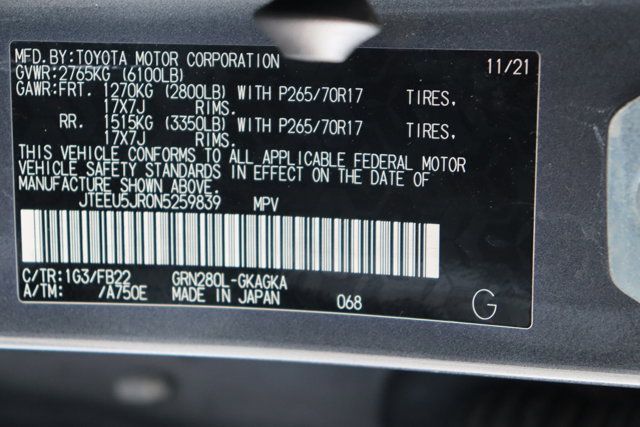 MFD. BY: TOYOTA MOTOR CORPORATION 11/21
GVWR: 2765KG (6100LB)
GAWR: FRT. 1270KG (2800LB) WITH P265/70R17 TIRES,
17X7J RIMS.
RR. 1515KG (3350LB) WITH P265/70R17 TIRES,
17X7J RIMS.
THIS VEHICLE CONFORMS TO ALL APPLICABLE FEDERAL MOTOR
VEHICLE SAFETY STANDARDS IN EFFECT ON THE DATE OF
MANUFACTURE SHOWN ABOVE.
JTEEU5JR0N5259839 MPV
C/TR: 1G3/FB22 GRN280L-GKAGKA
A/TM: /A750E MADE IN JAPAN 068 G